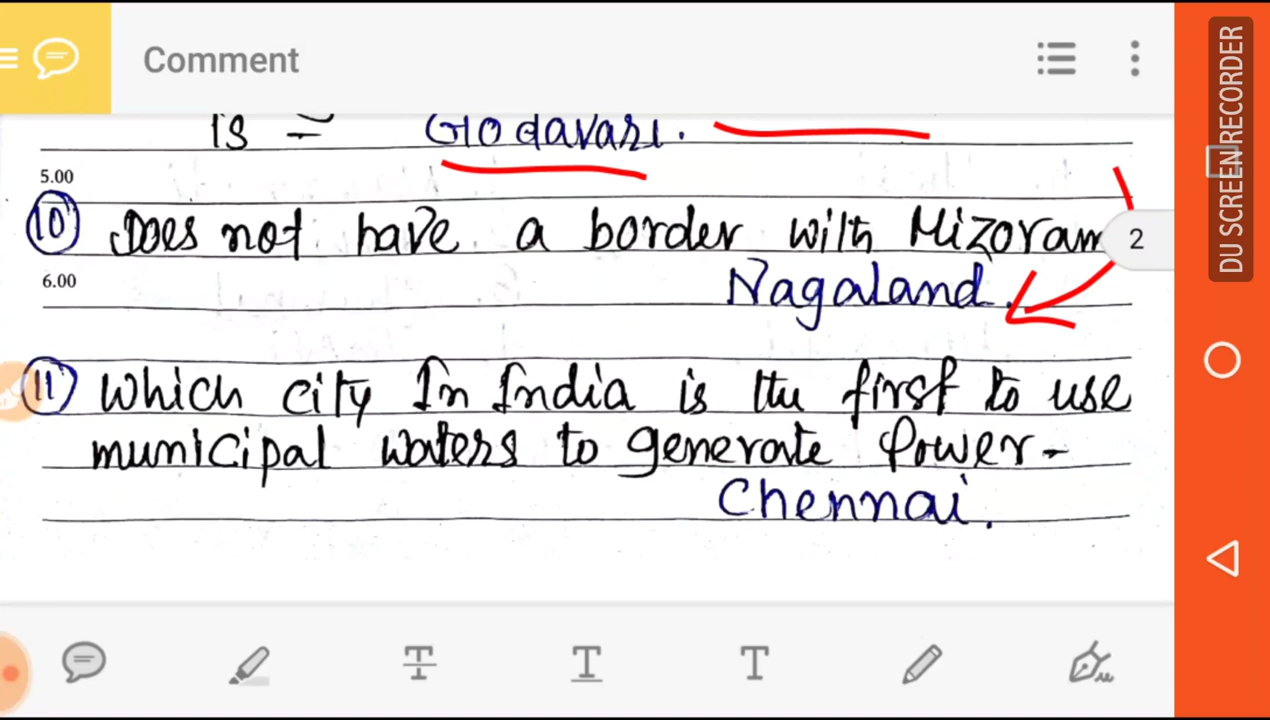 Comment
is = Godavari.
5.00
10 Does not have a border with Mizoram
2
6.00
Nagaland.
11 Which city In India is the first to use
municipal waters to generate Power-
Chennai.
T T T
DU SCREEN RECORDER